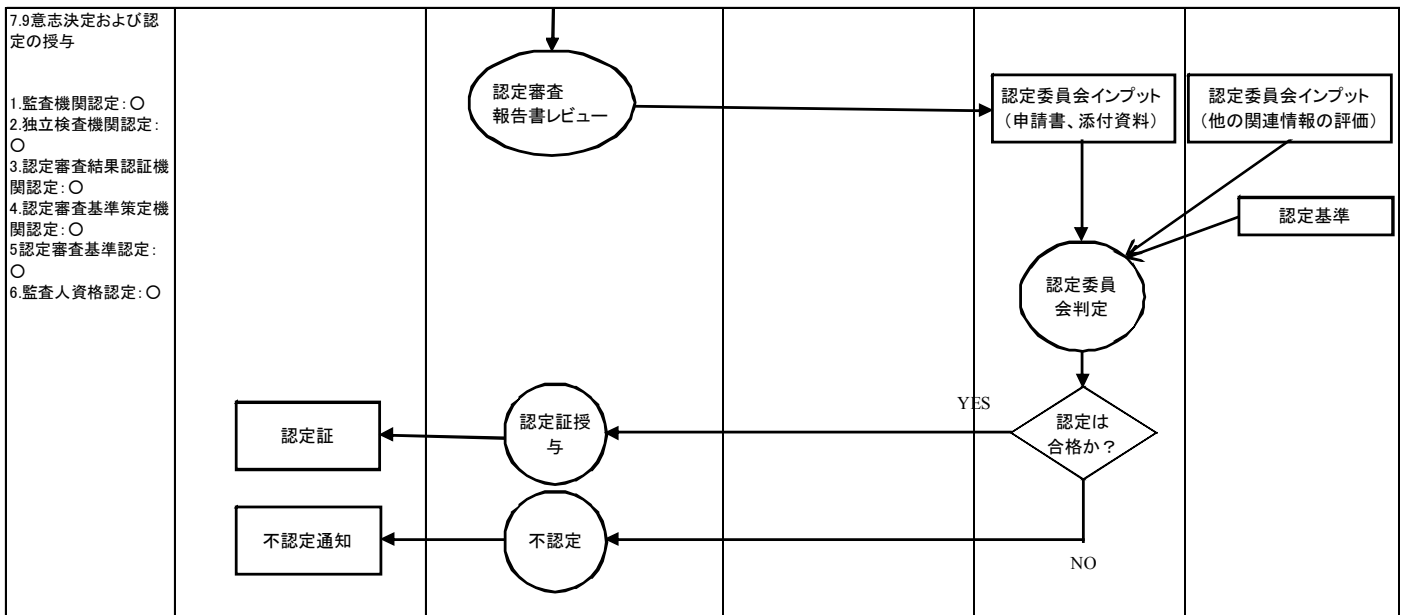 7.9意志決定および認
定の授与
1.監査機関認定：〇
2.独立検査機関認定：
〇
3.認定審査結果認証機
関認定：〇
4.認定審査基準策定機
関認定：〇
5認定審査基準認定：
〇
6.監査人資格認定：〇
認定審査
報告書レビュー
認定委員会インプット
（申請書、添付資料）
認定委員会インプット
（他の関連情報の評価）
認定基準
認定委員
会判定
YES
認定は
合格か？
認定証授
与
認定証
NO
不認定
不認定通知